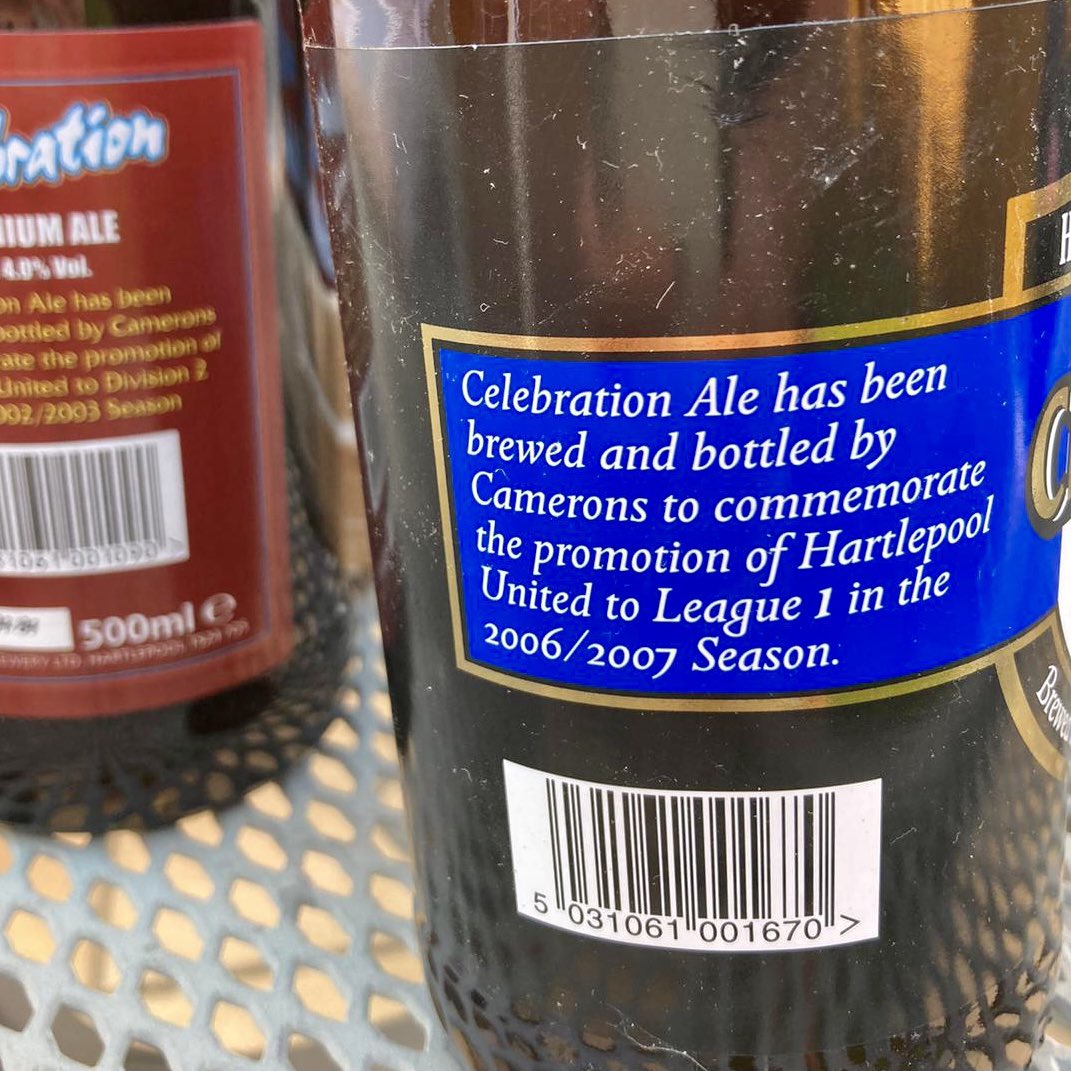 bration
IUM ALE
4.0% Vol.
on Ale has been
bottled by Camerons
ate the promotion of
United to Division 2
002/2003 Season
500ml e
Celebration Ale has been
brewed and bottled by
Camerons to commemorate
the promotion of Hartlepool
United to League 1 in the
2006/2007 Season.
5 031061 001670 >
H
C
Brewe